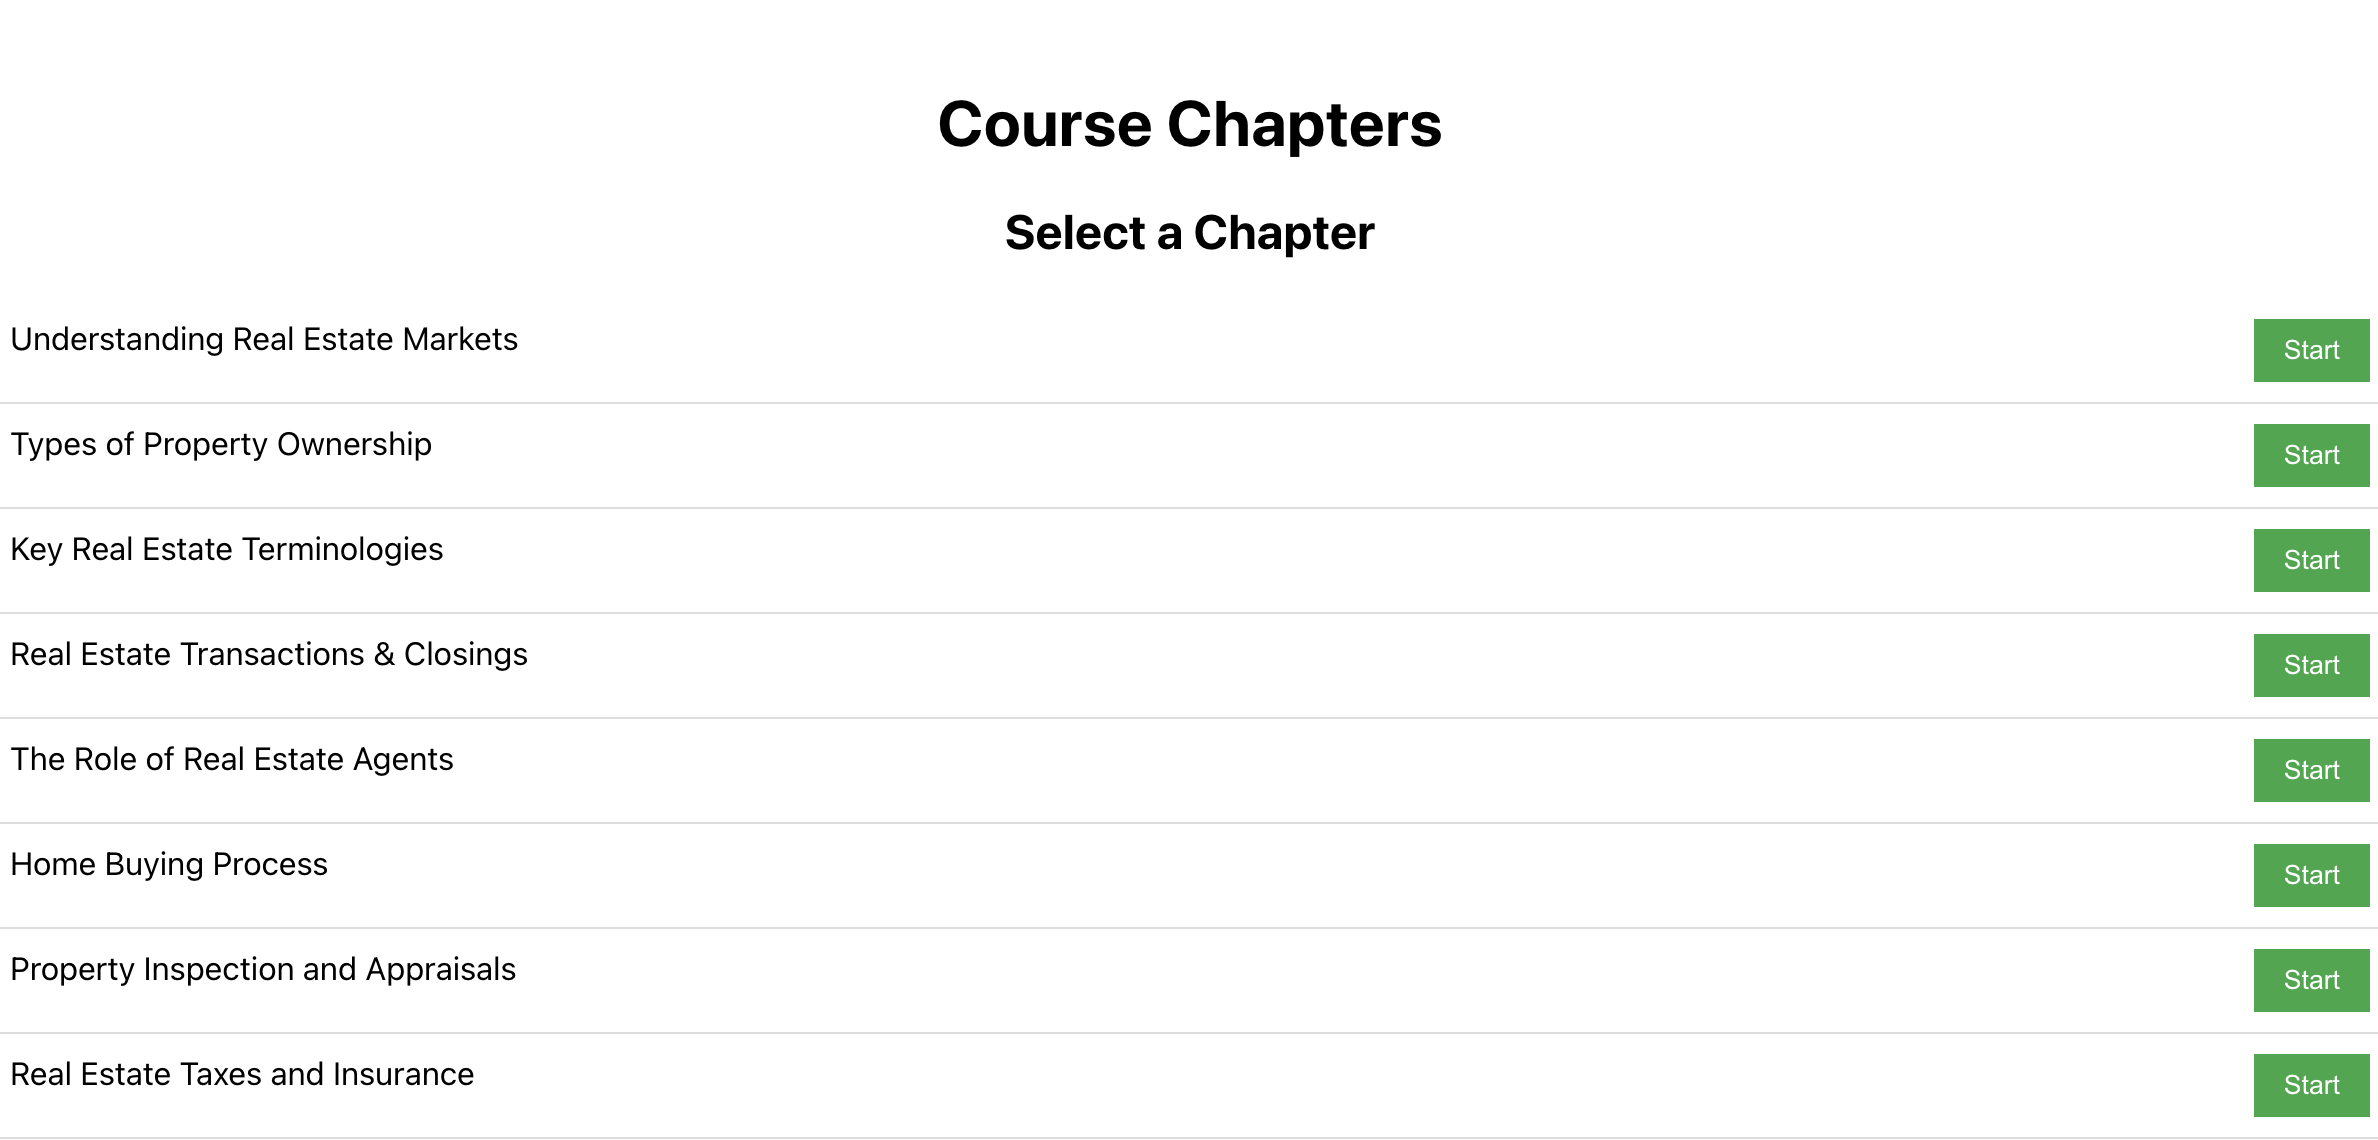 Course Chapters
Select a Chapter
Understanding Real Estate Markets
Start
Types of Property Ownership
Start
Key Real Estate Terminologies
Start
Real Estate Transactions & Closings
Start
The Role of Real Estate Agents
Start
Home Buying Process
Start
Property Inspection and Appraisals
Start
Real Estate Taxes and Insurance
Start